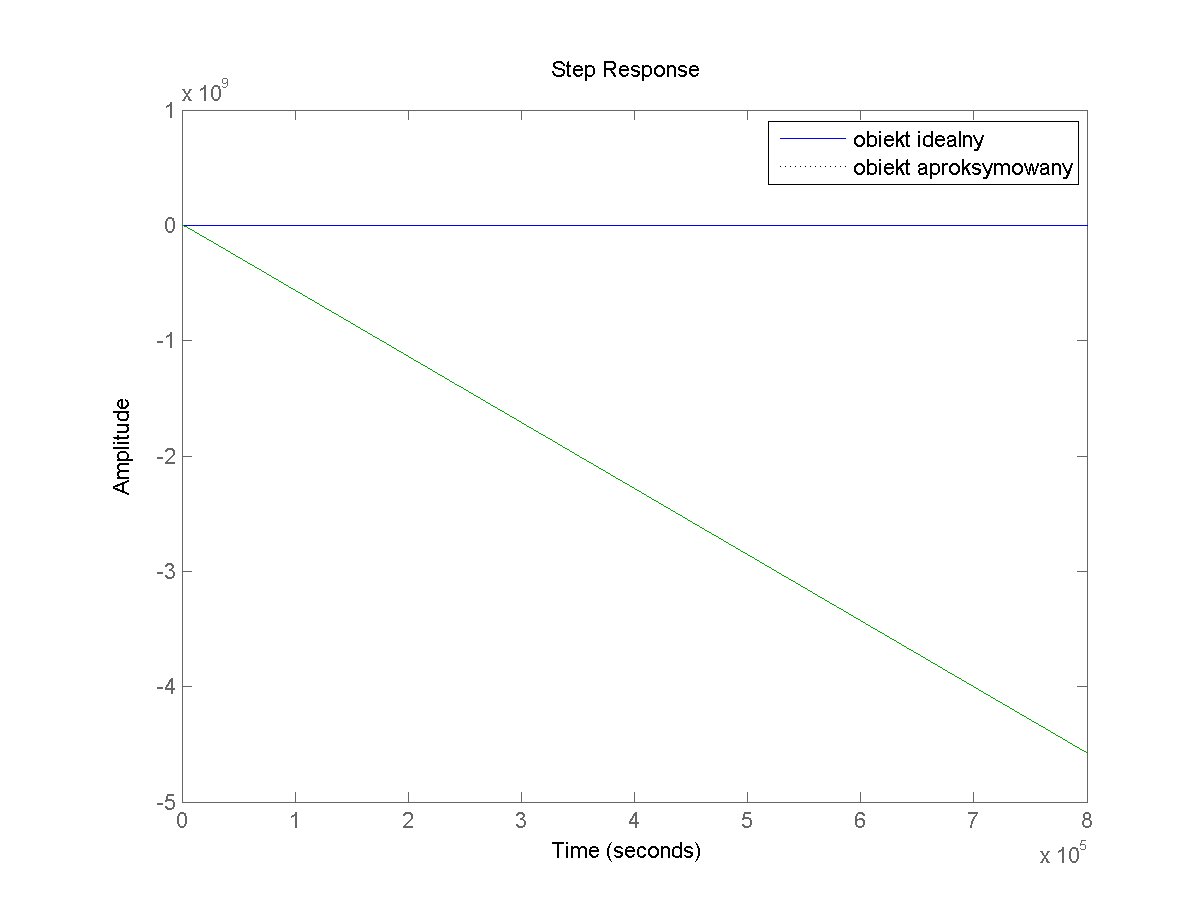 Step Response
x 10^9
1
0
-1
-2
-3
-4
-5
Amplitude
obiekt idealny
obiekt aproksymowany
0 1 2 3 4 5 6 7 8
x 10^5
Time (seconds)